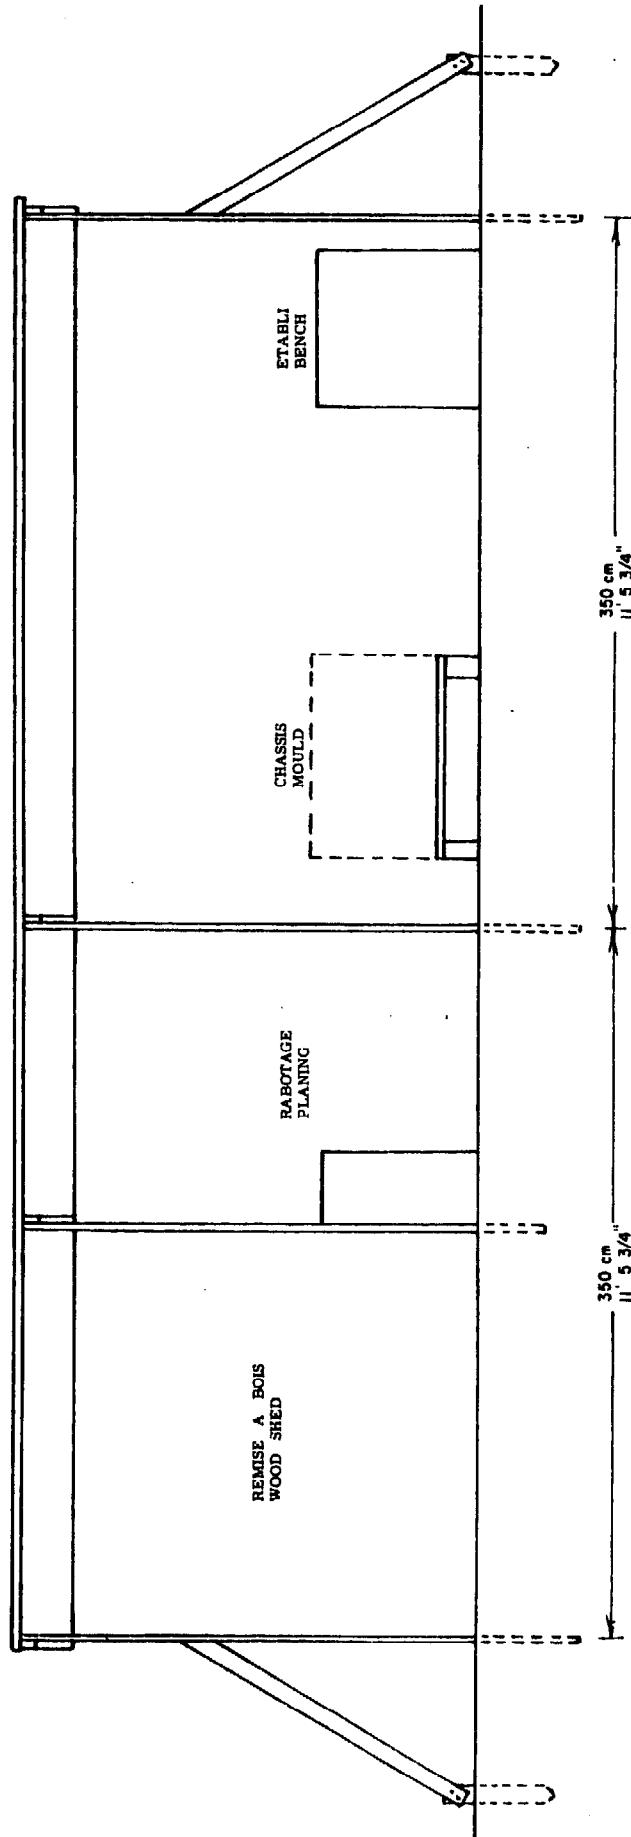 REMISE A BOIS
WOOD SHED
RABOTAGE
PLANING
CHASSIS
MOULD
ETABLI
BENCH
350 cm
11' 5 3/4"
350 cm
11' 5 3/4"